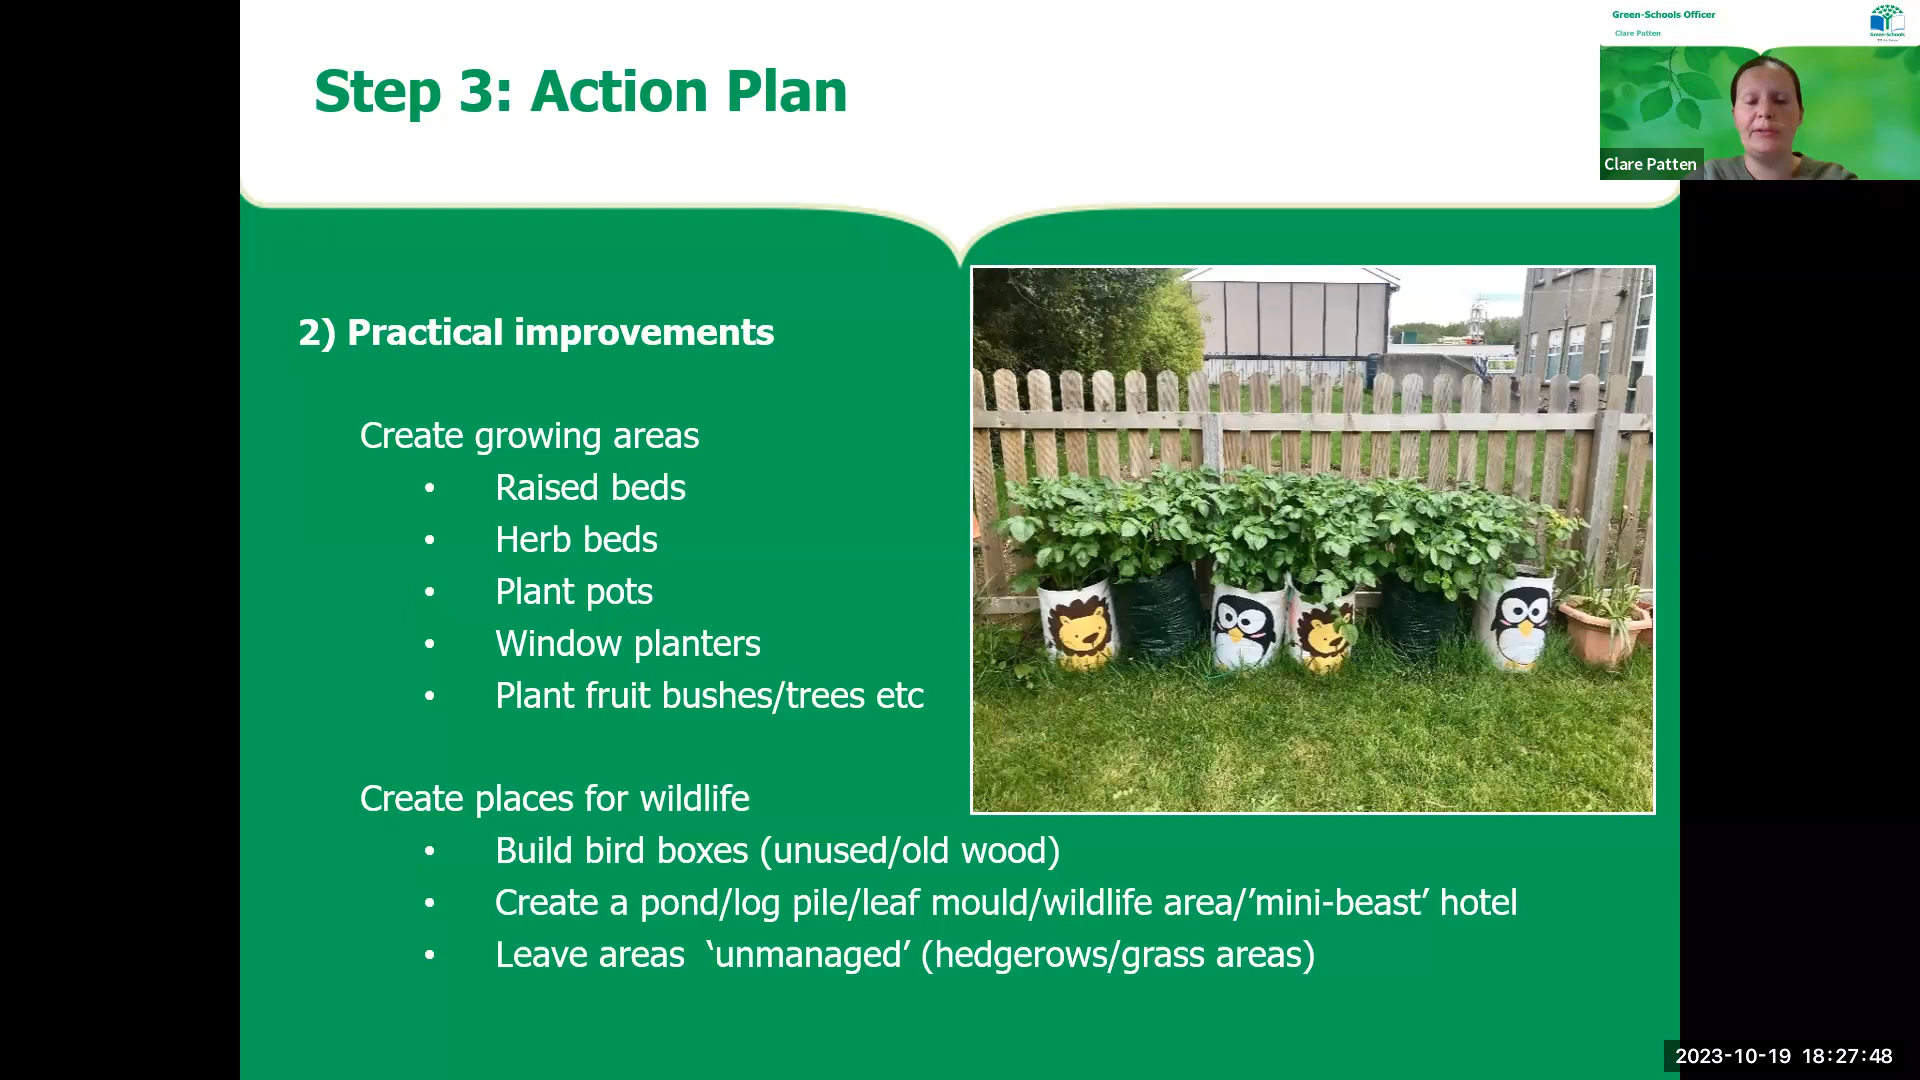 Step 3: Action Plan
Green-Schools Officer
Clare Patten
Green-Schools
Clare Patten
2) Practical improvements
Create growing areas
• Raised beds
• Herb beds
• Plant pots
• Window planters
• Plant fruit bushes/trees etc
Create places for wildlife
• Build bird boxes (unused/old wood)
• Create a pond/log pile/leaf mould/wildlife area/’mini-beast’ hotel
• Leave areas ‘unmanaged’ (hedgerows/grass areas)
2023-10-19 18:27:48